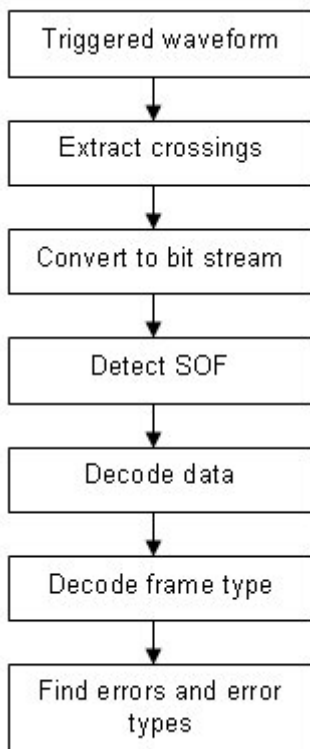 Triggered waveform
Extract crossings
Convert to bit stream
Detect SOF
Decode data
Decode frame type
Find errors and error
types